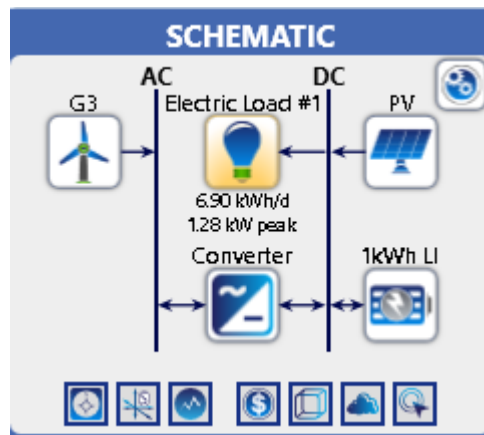 SCHEMATIC
AC DC
G3 Electric Load #1 PV
6.90 kWh/d
1.28 kW peak
Converter 1kWh LI